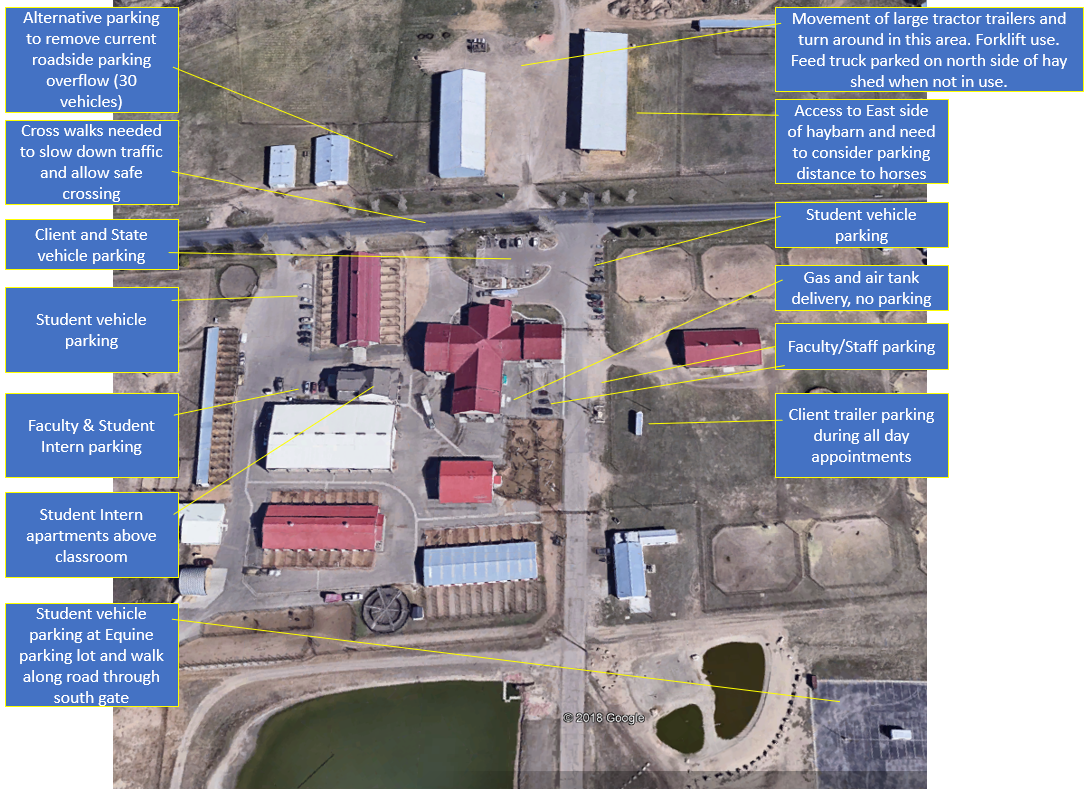 Alternative parking
to remove current
roadside parking
overflow (30
vehicles)
Cross walks needed
to slow down traffic
and allow safe
crossing
Client and State
vehicle parking
Student vehicle
parking
Faculty & Student
Intern parking
Student Intern
apartments above
classroom
Student vehicle
parking at Equine
parking lot and walk
along road through
south gate
Movement of large tractor trailers and
turn around in this area. Forklift use.
Feed truck parked on north side of hay
shed when not in use.
Access to East side
of haybarn and need
to consider parking
distance to horses
Student vehicle
parking
Gas and air tank
delivery, no parking
Faculty/Staff parking
Client trailer parking
during all day
appointments
© 2018 Google